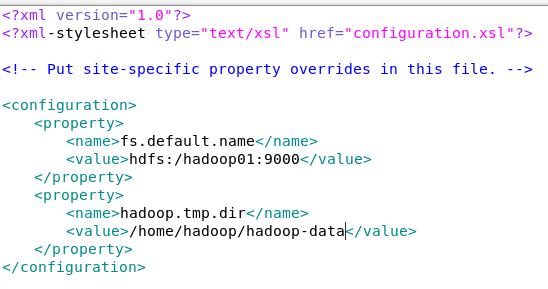 <?xml version="1.0"?>
<?xml-stylesheet type="text/xsl" href="configuration.xsl"?>
<!-- Put site-specific property overrides in this file. -->
<configuration>
<property>
<name>fs.default.name</name>
<value>hdfs:/hadoop01:9000</value>
</property>
<property>
<name>hadoop.tmp.dir</name>
<value>/home/hadoop/hadoop-data</value>
</property>
</configuration>